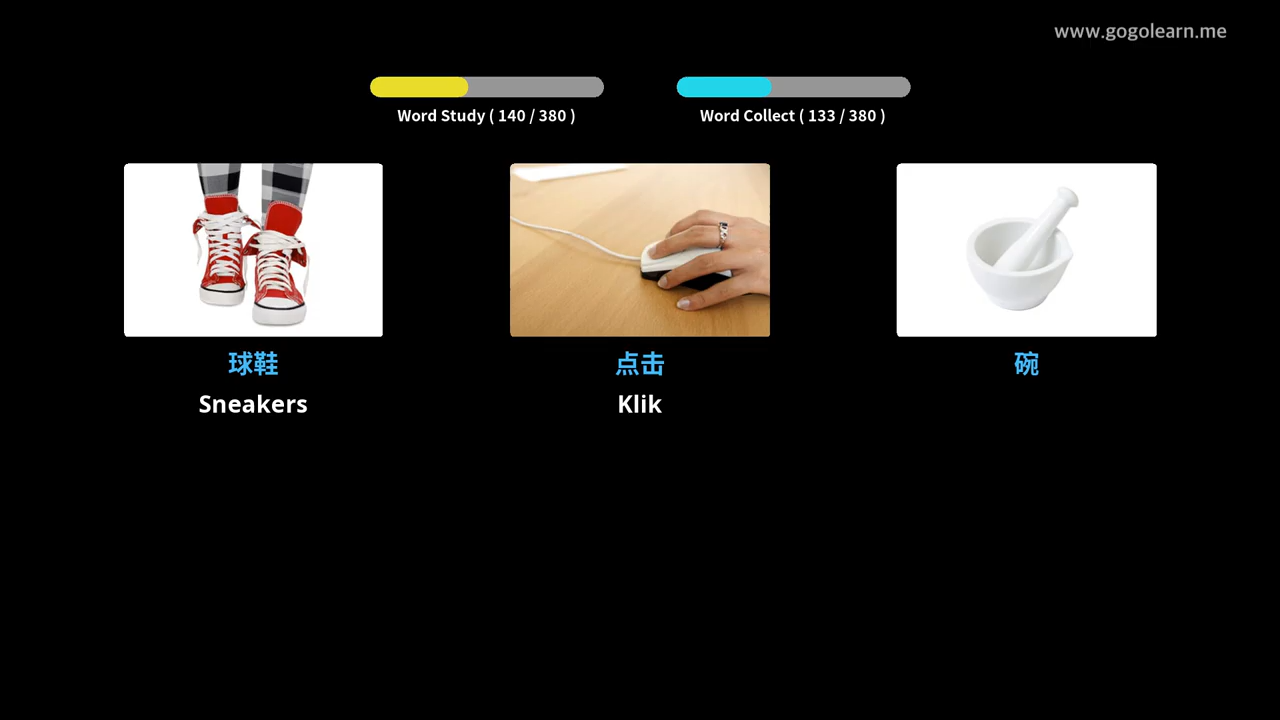 www.gogolearn.me
Word Study ( 140 / 380 )
Word Collect ( 133 / 380 )
球鞋
点击
碗
Sneakers
Klik